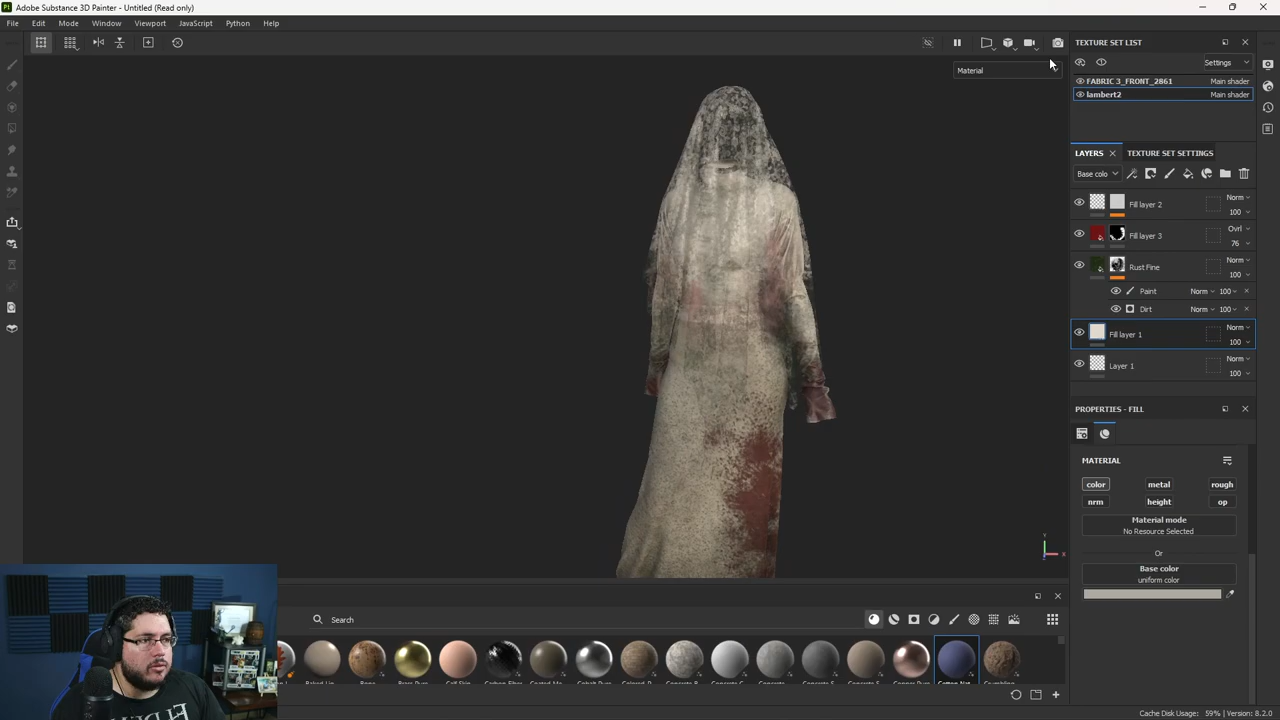 Adobe Substance 3D Painter - Untitled (Read only)
File Edit Mode Window Viewport JavaScript Python Help
Material
TEXTURE SET LIST
Settings
FABRIC 3_FRONT_2861 Main shader
lambert2 Main shader
LAYERS TEXTURE SET SETTINGS
Base colo
Fill layer 2 Norm 100
Fill layer 3 Ovrl 76
Rust Fine Norm 100
Paint Norm 100
Dirt Norm 100
Fill layer 1 Norm 100
Layer 1 Norm 100
PROPERTIES - FILL
MATERIAL
color metal rough
nrm height op
Material mode
No Resource Selected
Or
Base color
uniform color
Y
X
Search
Cache Disk Usage: 59% | Version: 8.2.0